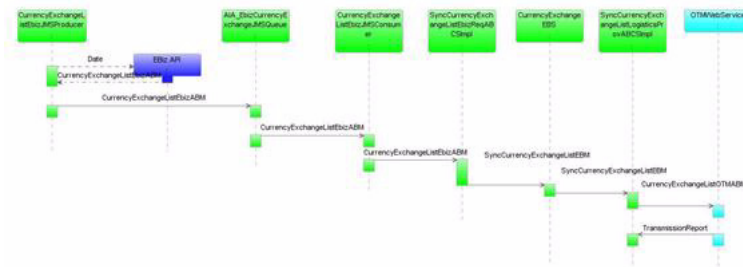 CurrencyExchangeL
istEbizJMSProducer
AIA_EbizCurrencyE
xchangeJMSQueue
CurrencyExchange
ListEbizJMSConsum
er
SyncCurrencyExch
angeListEbizReqAB
CSImpl
CurrencyExchange
EBS
SyncCurrencyExch
angeListLogisticsPr
ovABCSImpl
OTMWebService
Date
EBiz API
CurrencyExchangeListEbizABM
CurrencyExchangeListEbizABM
CurrencyExchangeListEbizABM
CurrencyExchangeListEbizABM
SyncCurrencyExchangeListEBM
SyncCurrencyExchangeListEBM
CurrencyExchangeListOTMABM
TransmissionReport